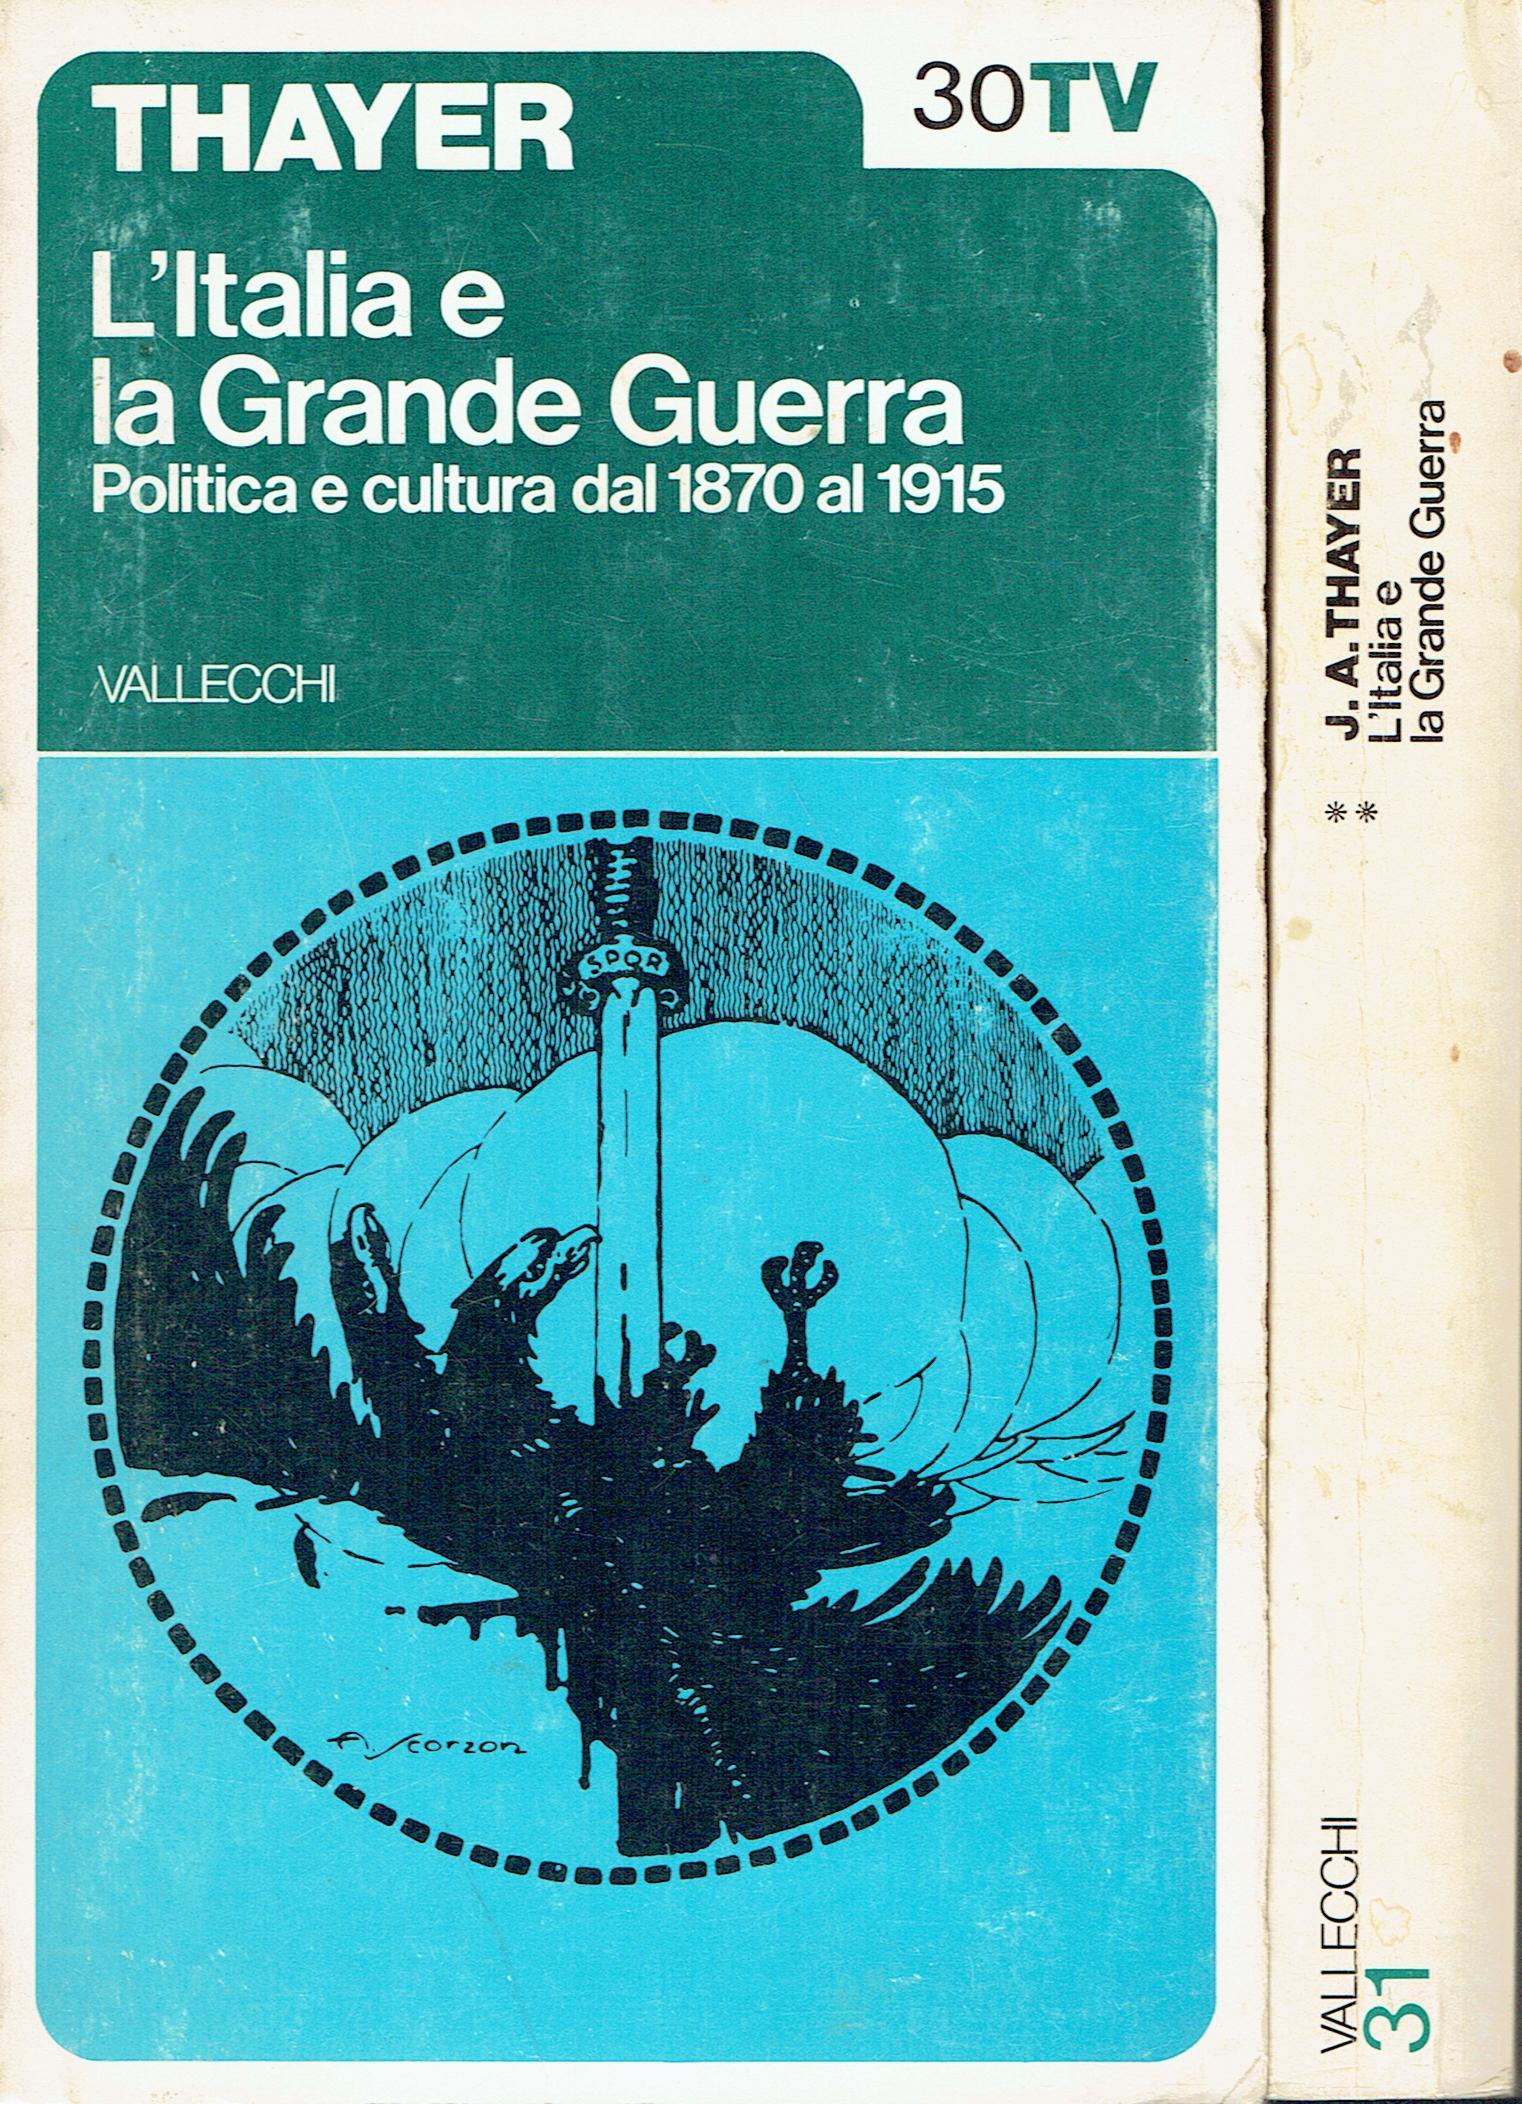 THAYER
30TV
L'Italia e
la Grande Guerra
Politica e cultura dal 1870 al 1915
VALLECCHI
SPQR
A. Scorzon
** J. A. THAYER
L'Italia e
la Grande Guerra
VALLECCHI
31